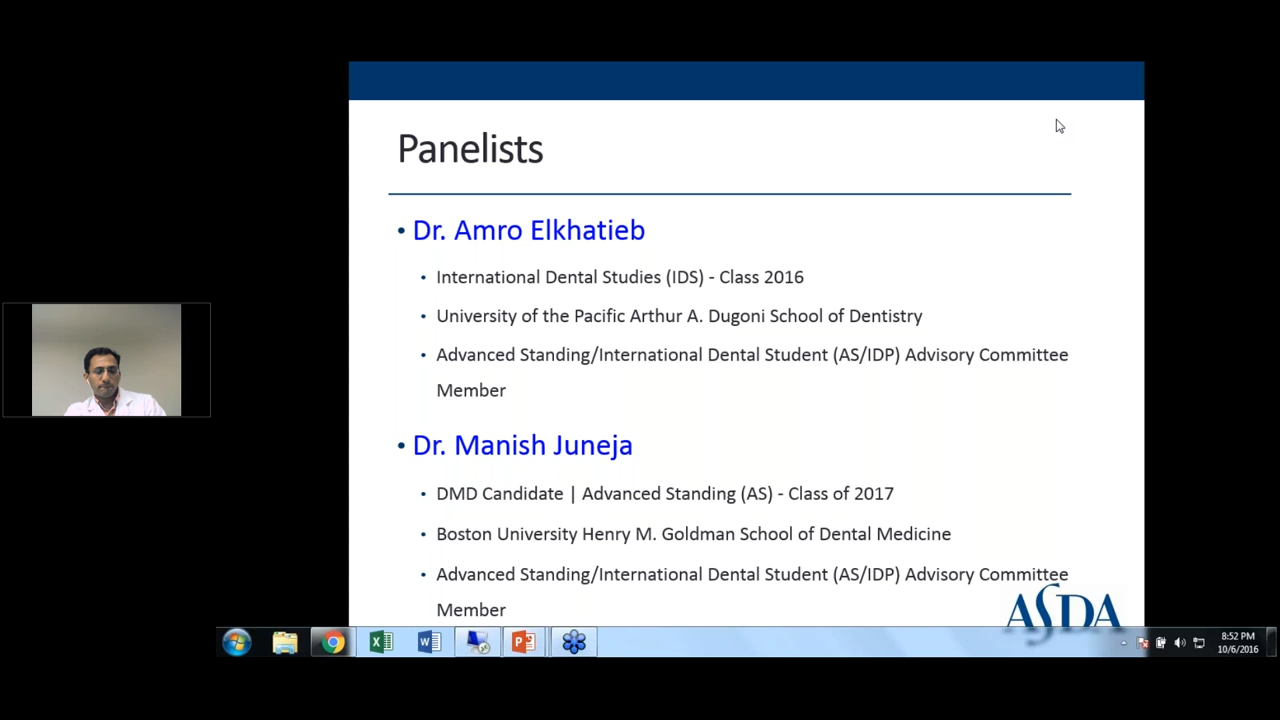 Panelists
• Dr. Amro Elkhatieb
• International Dental Studies (IDS) - Class 2016
• University of the Pacific Arthur A. Dugoni School of Dentistry
• Advanced Standing/International Dental Student (AS/IDP) Advisory Committee
Member
• Dr. Manish Juneja
• DMD Candidate | Advanced Standing (AS) - Class of 2017
• Boston University Henry M. Goldman School of Dental Medicine
• Advanced Standing/International Dental Student (AS/IDP) Advisory Committee
Member
ASDA
8:52 PM
10/6/2016